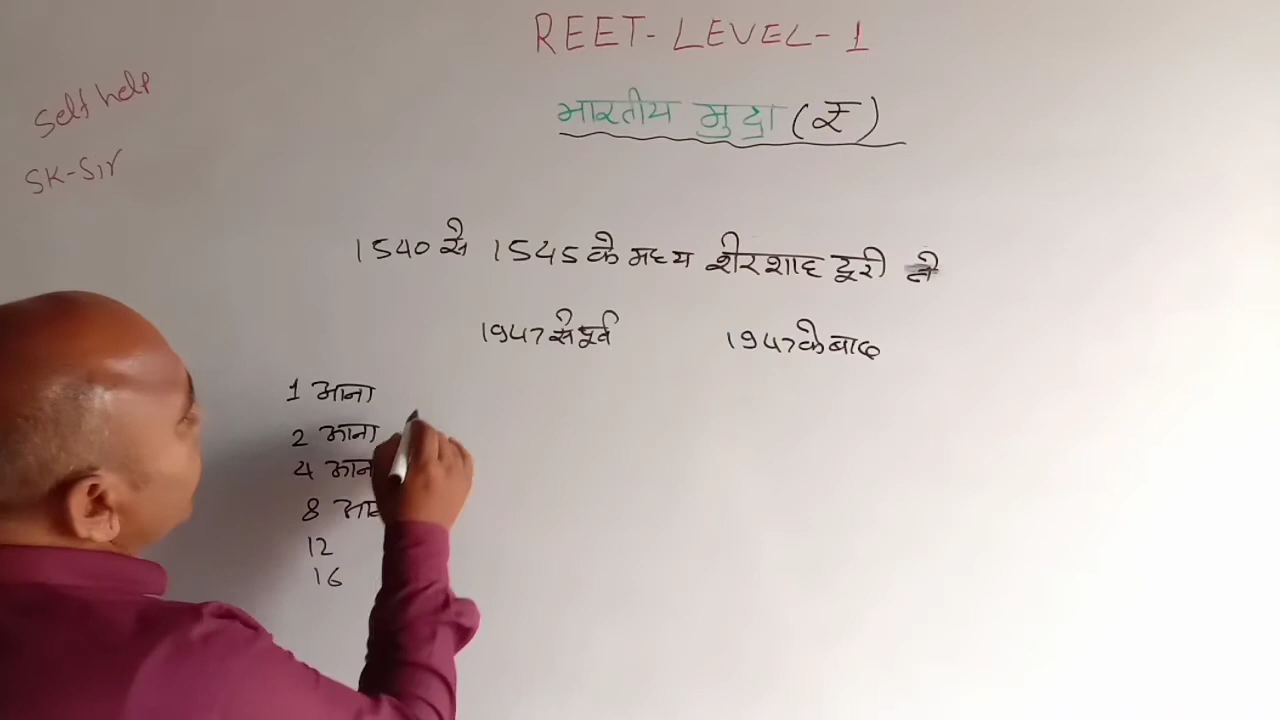 REET-LEVEL-1
Self help
SK-Sir
भारतीय मुद्रा (₹)
1540 से 1545 के मध्य शेरशाह सूरी ने
1947 से पूर्व 1947 के बाद
1 आना
2 आना
4 आना
8
12
16